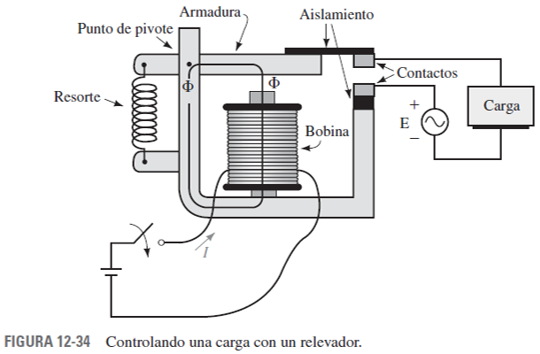 Armadura
Aislamiento
Punto de pivote
Φ
Φ
Contactos
Resorte
+
E
−
Carga
Bobina
I
FIGURA 12-34 Controlando una carga con un relevador.